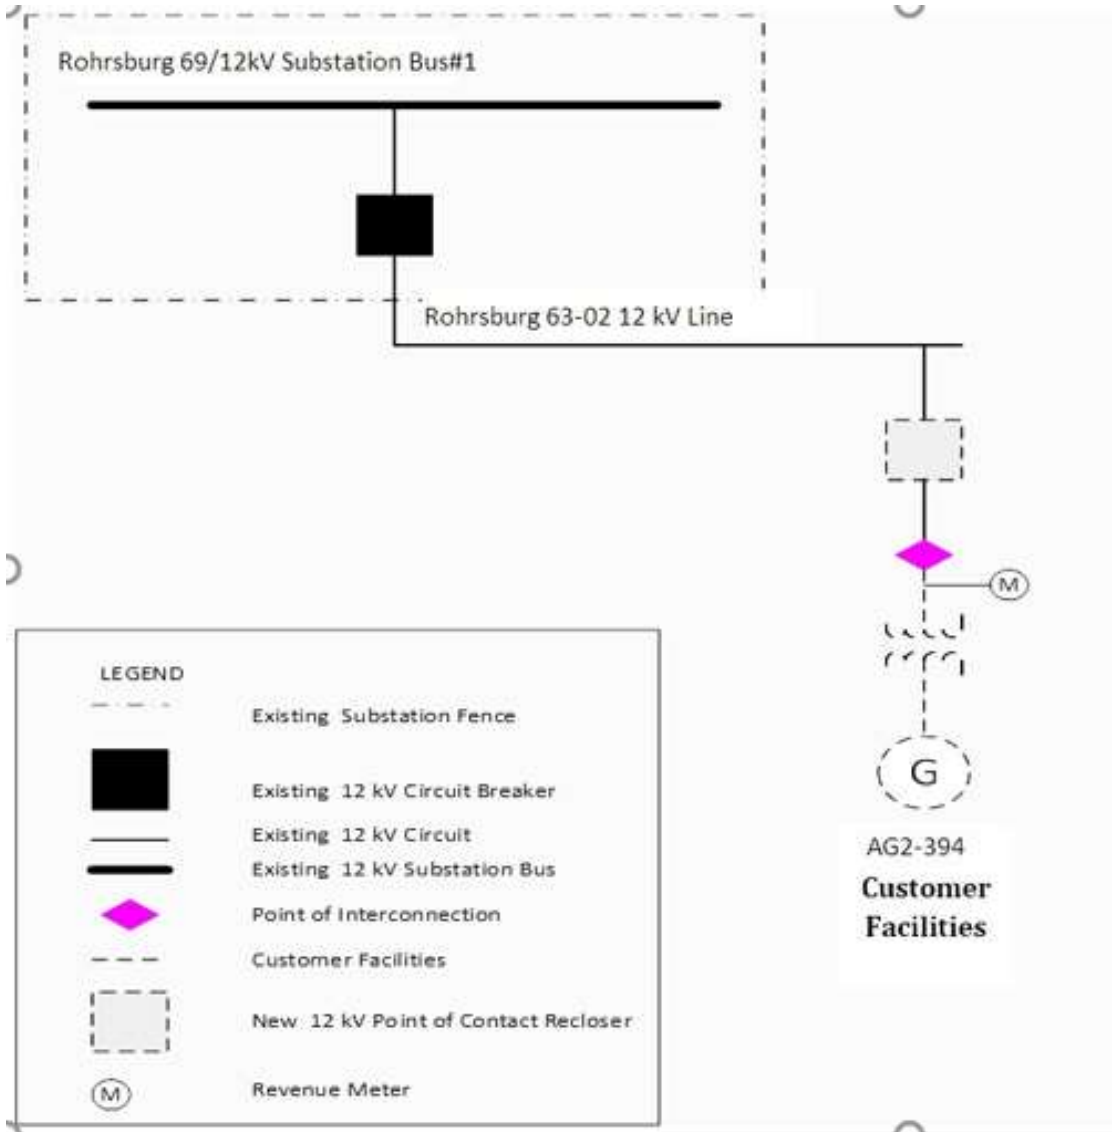 Rohrsburg 69/12kV Substation Bus#1
Rohrsburg 63-02 12 kV Line
M
G
AG2-394
Customer
Facilities
LEGEND
Existing Substation Fence
Existing 12 kV Circuit Breaker
Existing 12 kV Circuit
Existing 12 kV Substation Bus
Point of Interconnection
Customer Facilities
New 12 kV Point of Contact Recloser
M Revenue Meter